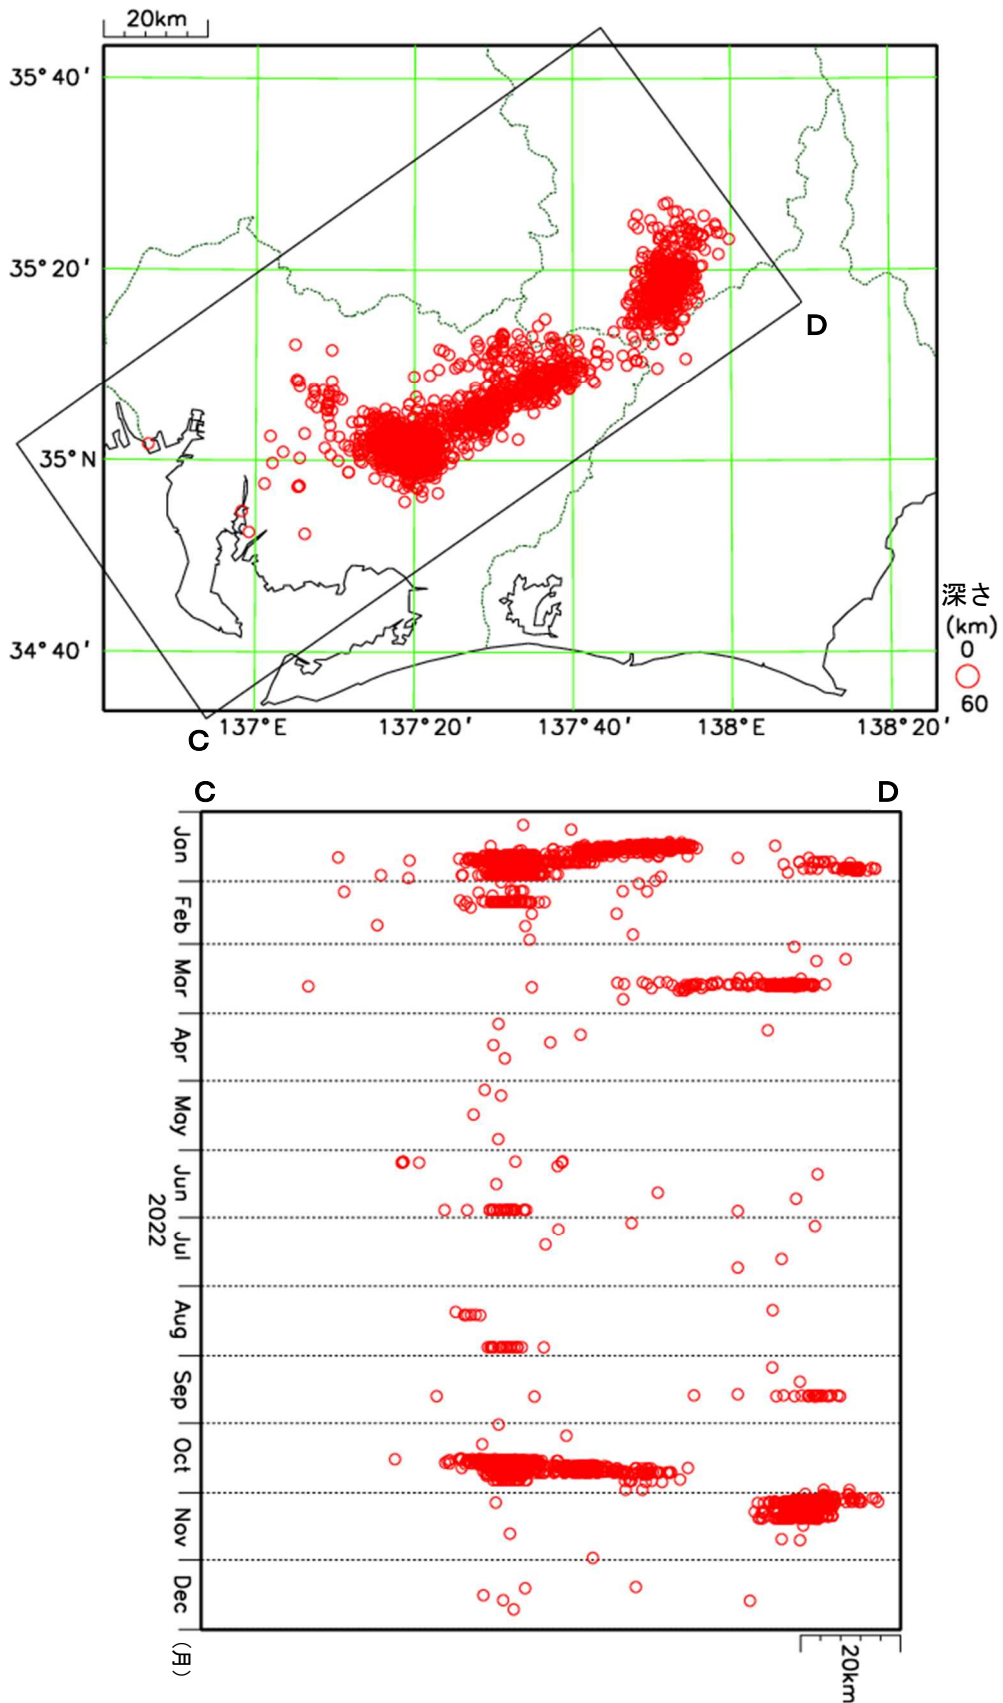 20km
35°40′
35°20′
35°N
34°40′
D
深さ
(km)
0
60
C
137°E
137°20′
137°40′
138°E
138°20′
C
D
Jan
Feb
Mar
Apr
May
Jun
Jul
Aug
Sep
Oct
Nov
Dec
2022
(月)
20km